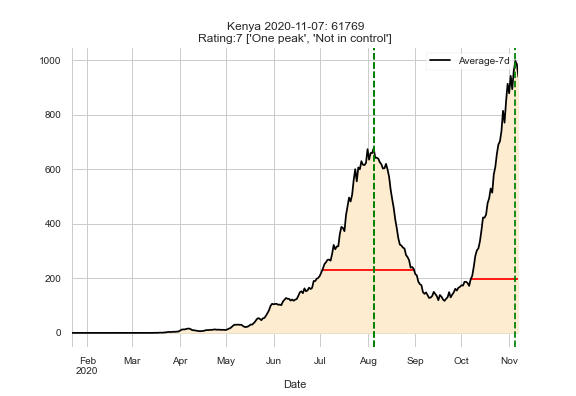 Kenya 2020-11-07: 61769
Rating:7 ['One peak', 'Not in control']
Average-7d
1000
800
600
400
200
0
Feb
2020
Mar
Apr
May
Jun
Jul
Aug
Sep
Oct
Nov
Date